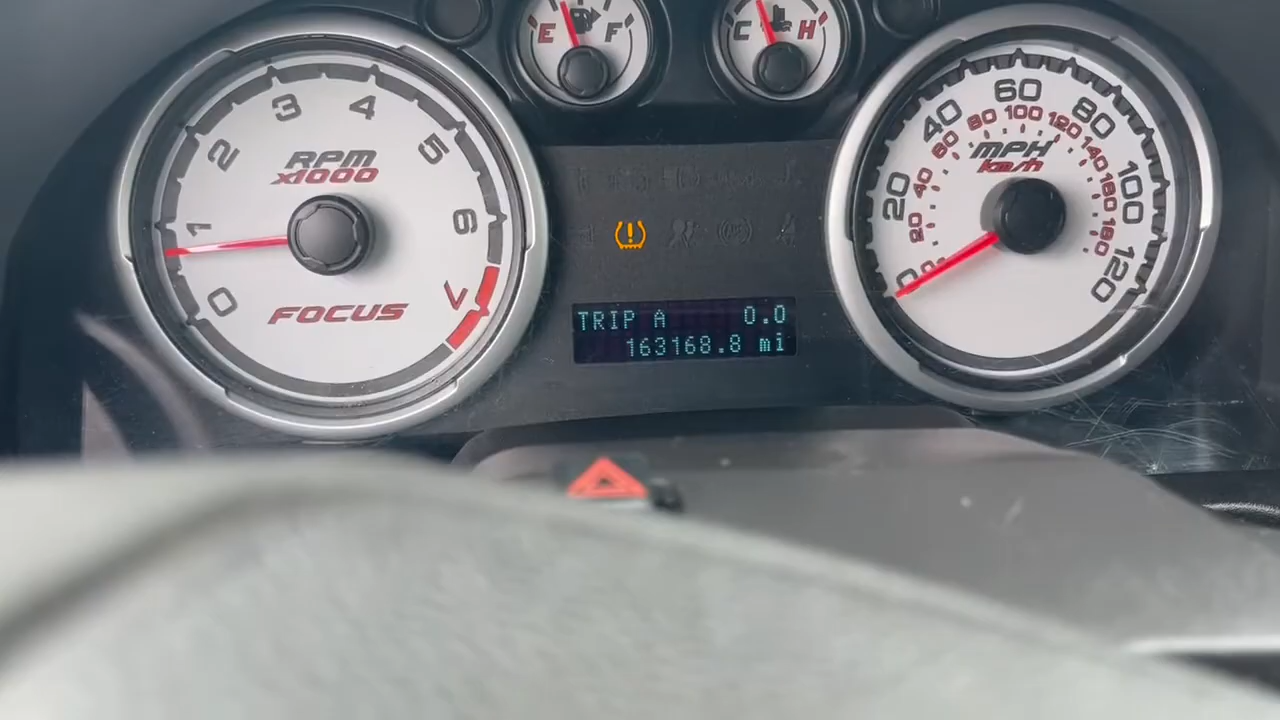 E F
C H
0 1 2 3 4 5 6 7
RPM
x1000
FOCUS
0 20 40 60 80 100 120
20 40 60 80 100 120 140 160 180
MPH
km/h
TRIP A 0.0
163168.8 mi